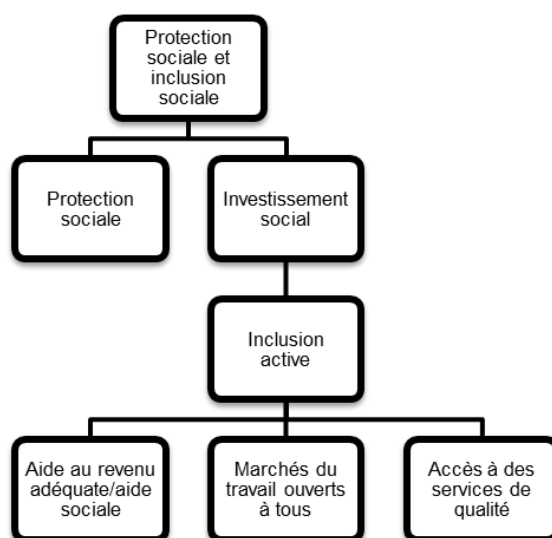 Protection
sociale et
inclusion
sociale
Protection
sociale
Investissement
social
Inclusion
active
Aide au revenu
adéquate/aide
sociale
Marchés du
travail ouverts
à tous
Accès à des
services de
qualité